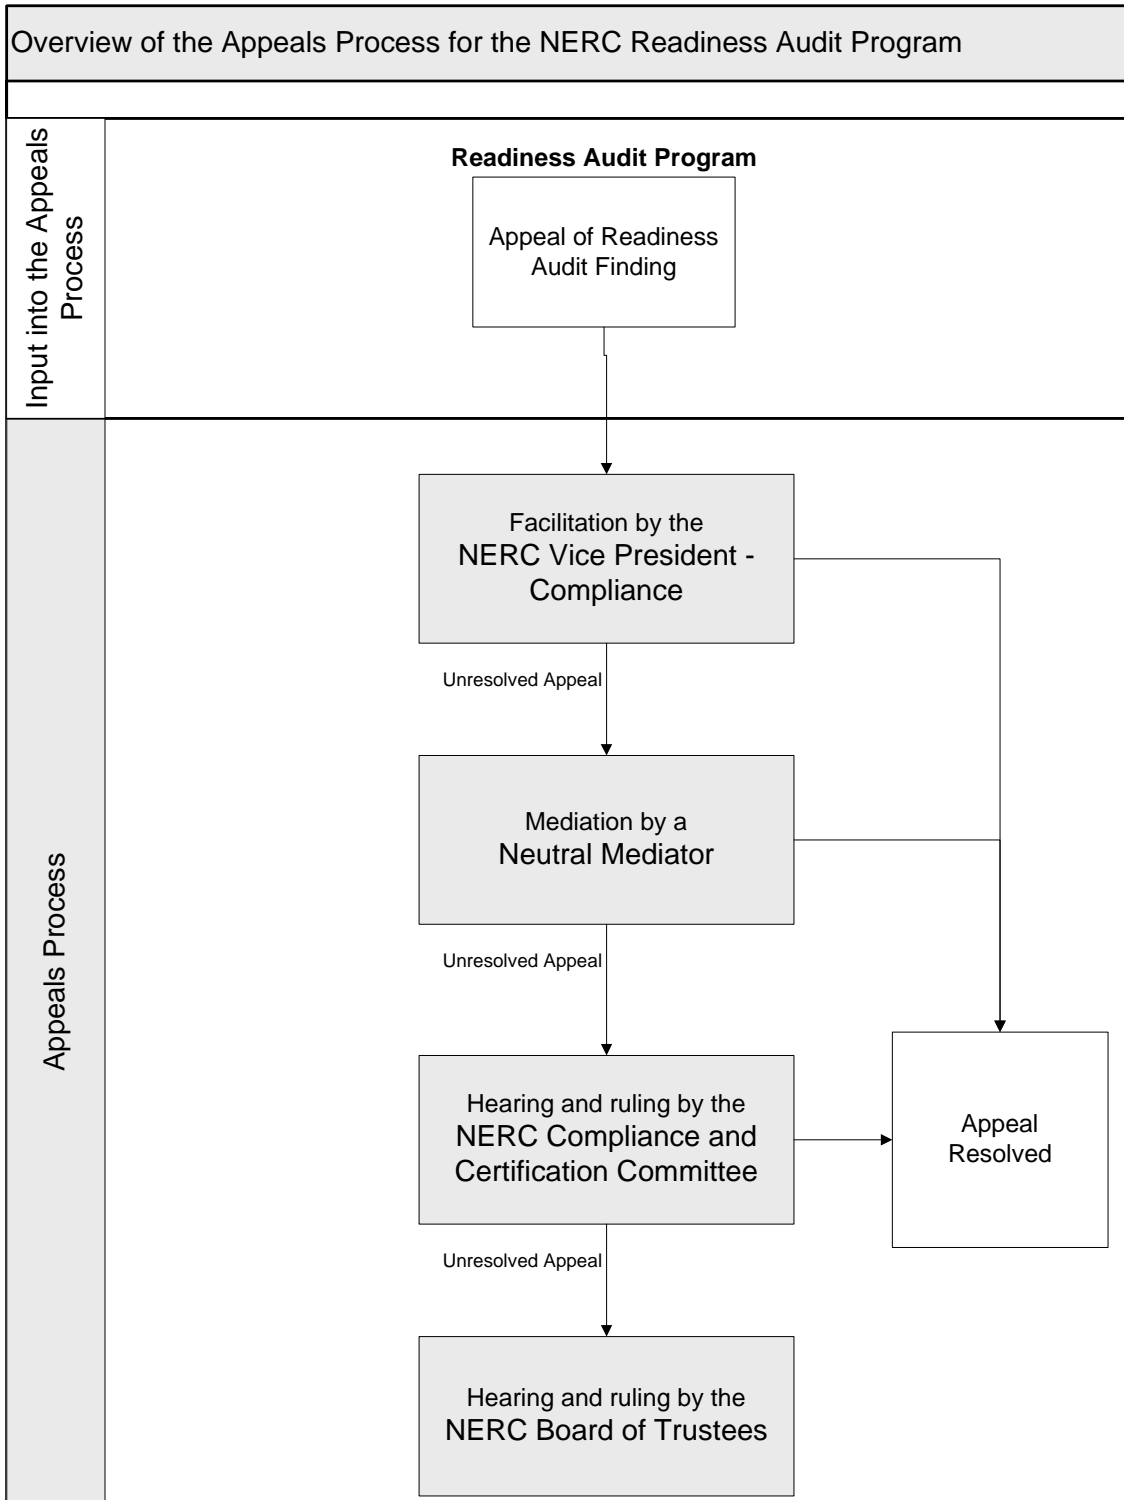 Overview of the Appeals Process for the NERC Readiness Audit Program
Input into the Appeals
Process
Readiness Audit Program
Appeal of Readiness
Audit Finding
Appeals Process
Facilitation by the
NERC Vice President -
Compliance
Unresolved Appeal
Mediation by a
Neutral Mediator
Unresolved Appeal
Hearing and ruling by the
NERC Compliance and
Certification Committee
Appeal
Resolved
Unresolved Appeal
Hearing and ruling by the
NERC Board of Trustees